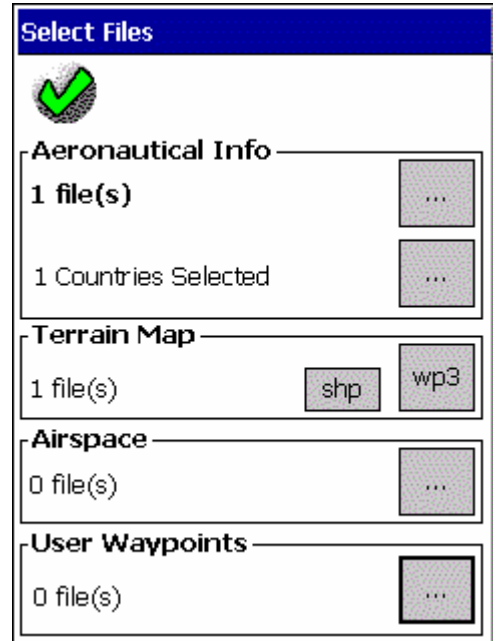 Select Files
Aeronautical Info
1 file(s) ...
1 Countries Selected ...
Terrain Map
1 file(s) shp wp3
Airspace
0 file(s) ...
User Waypoints
0 file(s) ...